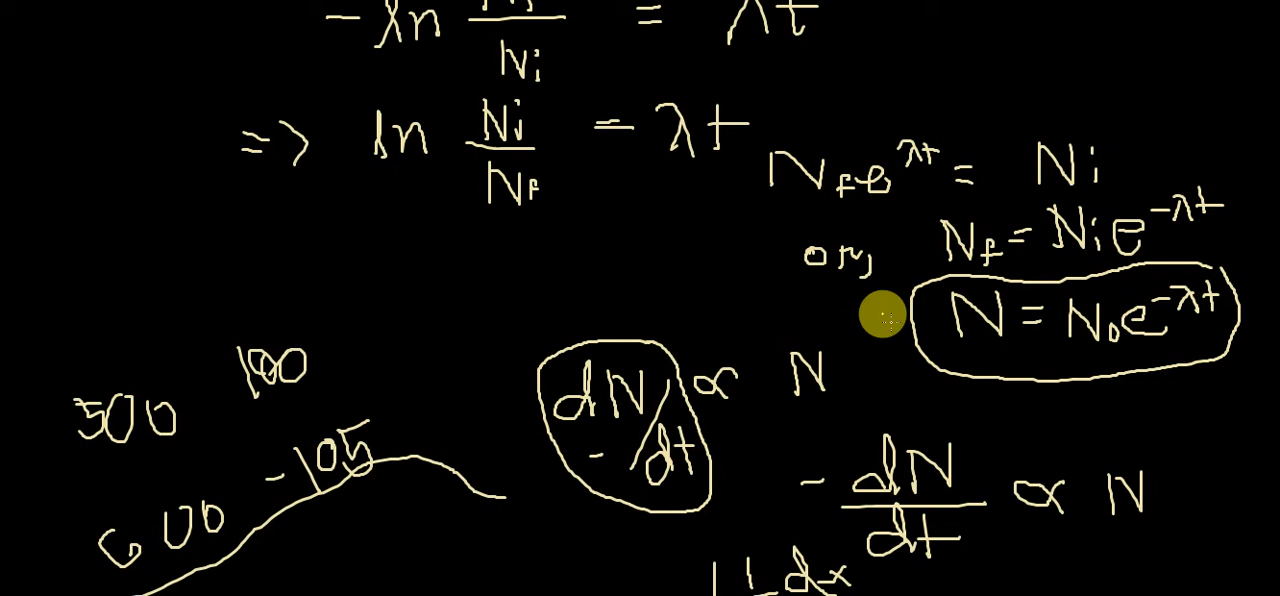 - ln / Ni = λt
=> ln Ni / Nf = λt
Nf e^λt = Ni
or, Nf = Ni e^-λt
N = N0 e^-λt
100
500
-105
600
- dN/dt ∝ N
- dN/dt ∝ N
dx